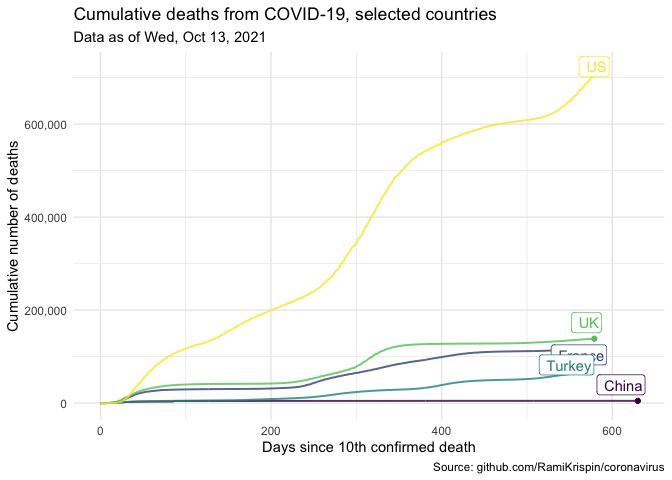 Cumulative deaths from COVID-19, selected countries
Data as of Wed, Oct 13, 2021
Cumulative number of deaths
600,000
400,000
200,000
0
US
UK
France
Turkey
China
0
200
400
600
Days since 10th confirmed death
Source: github.com/RamiKrispin/coronavirus